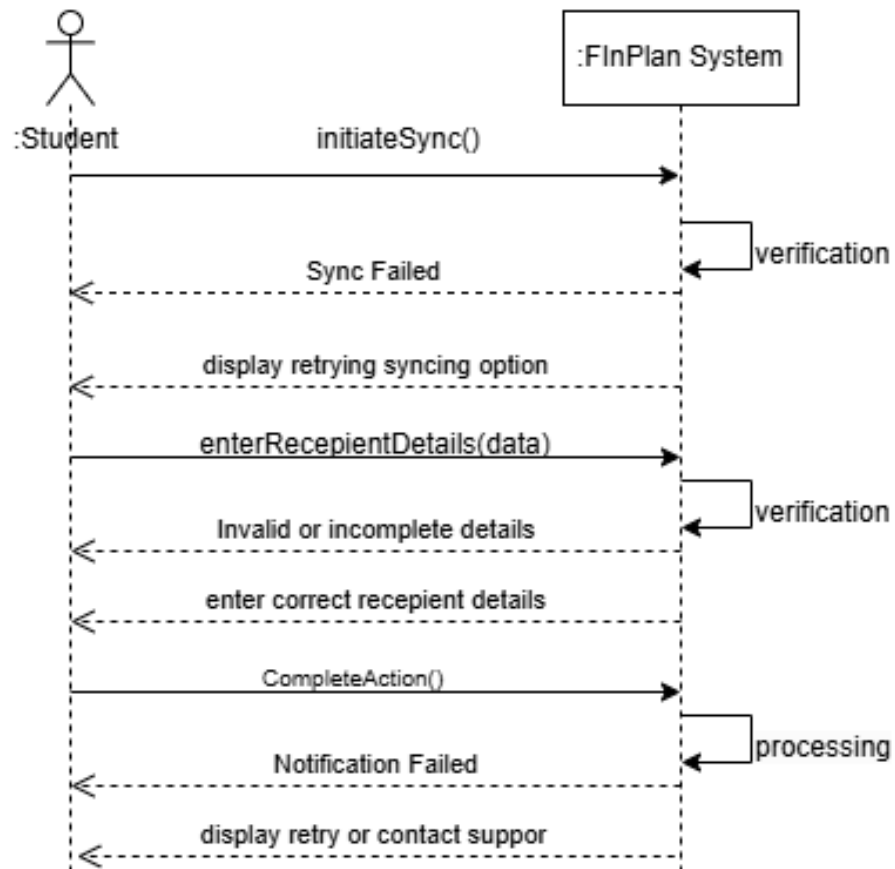 :FInPlan System
:Student
initiateSync()
verification
Sync Failed
display retrying syncing option
enterRecepientDetails(data)
verification
Invalid or incomplete details
enter correct recepient details
CompleteAction()
processing
Notification Failed
display retry or contact suppor